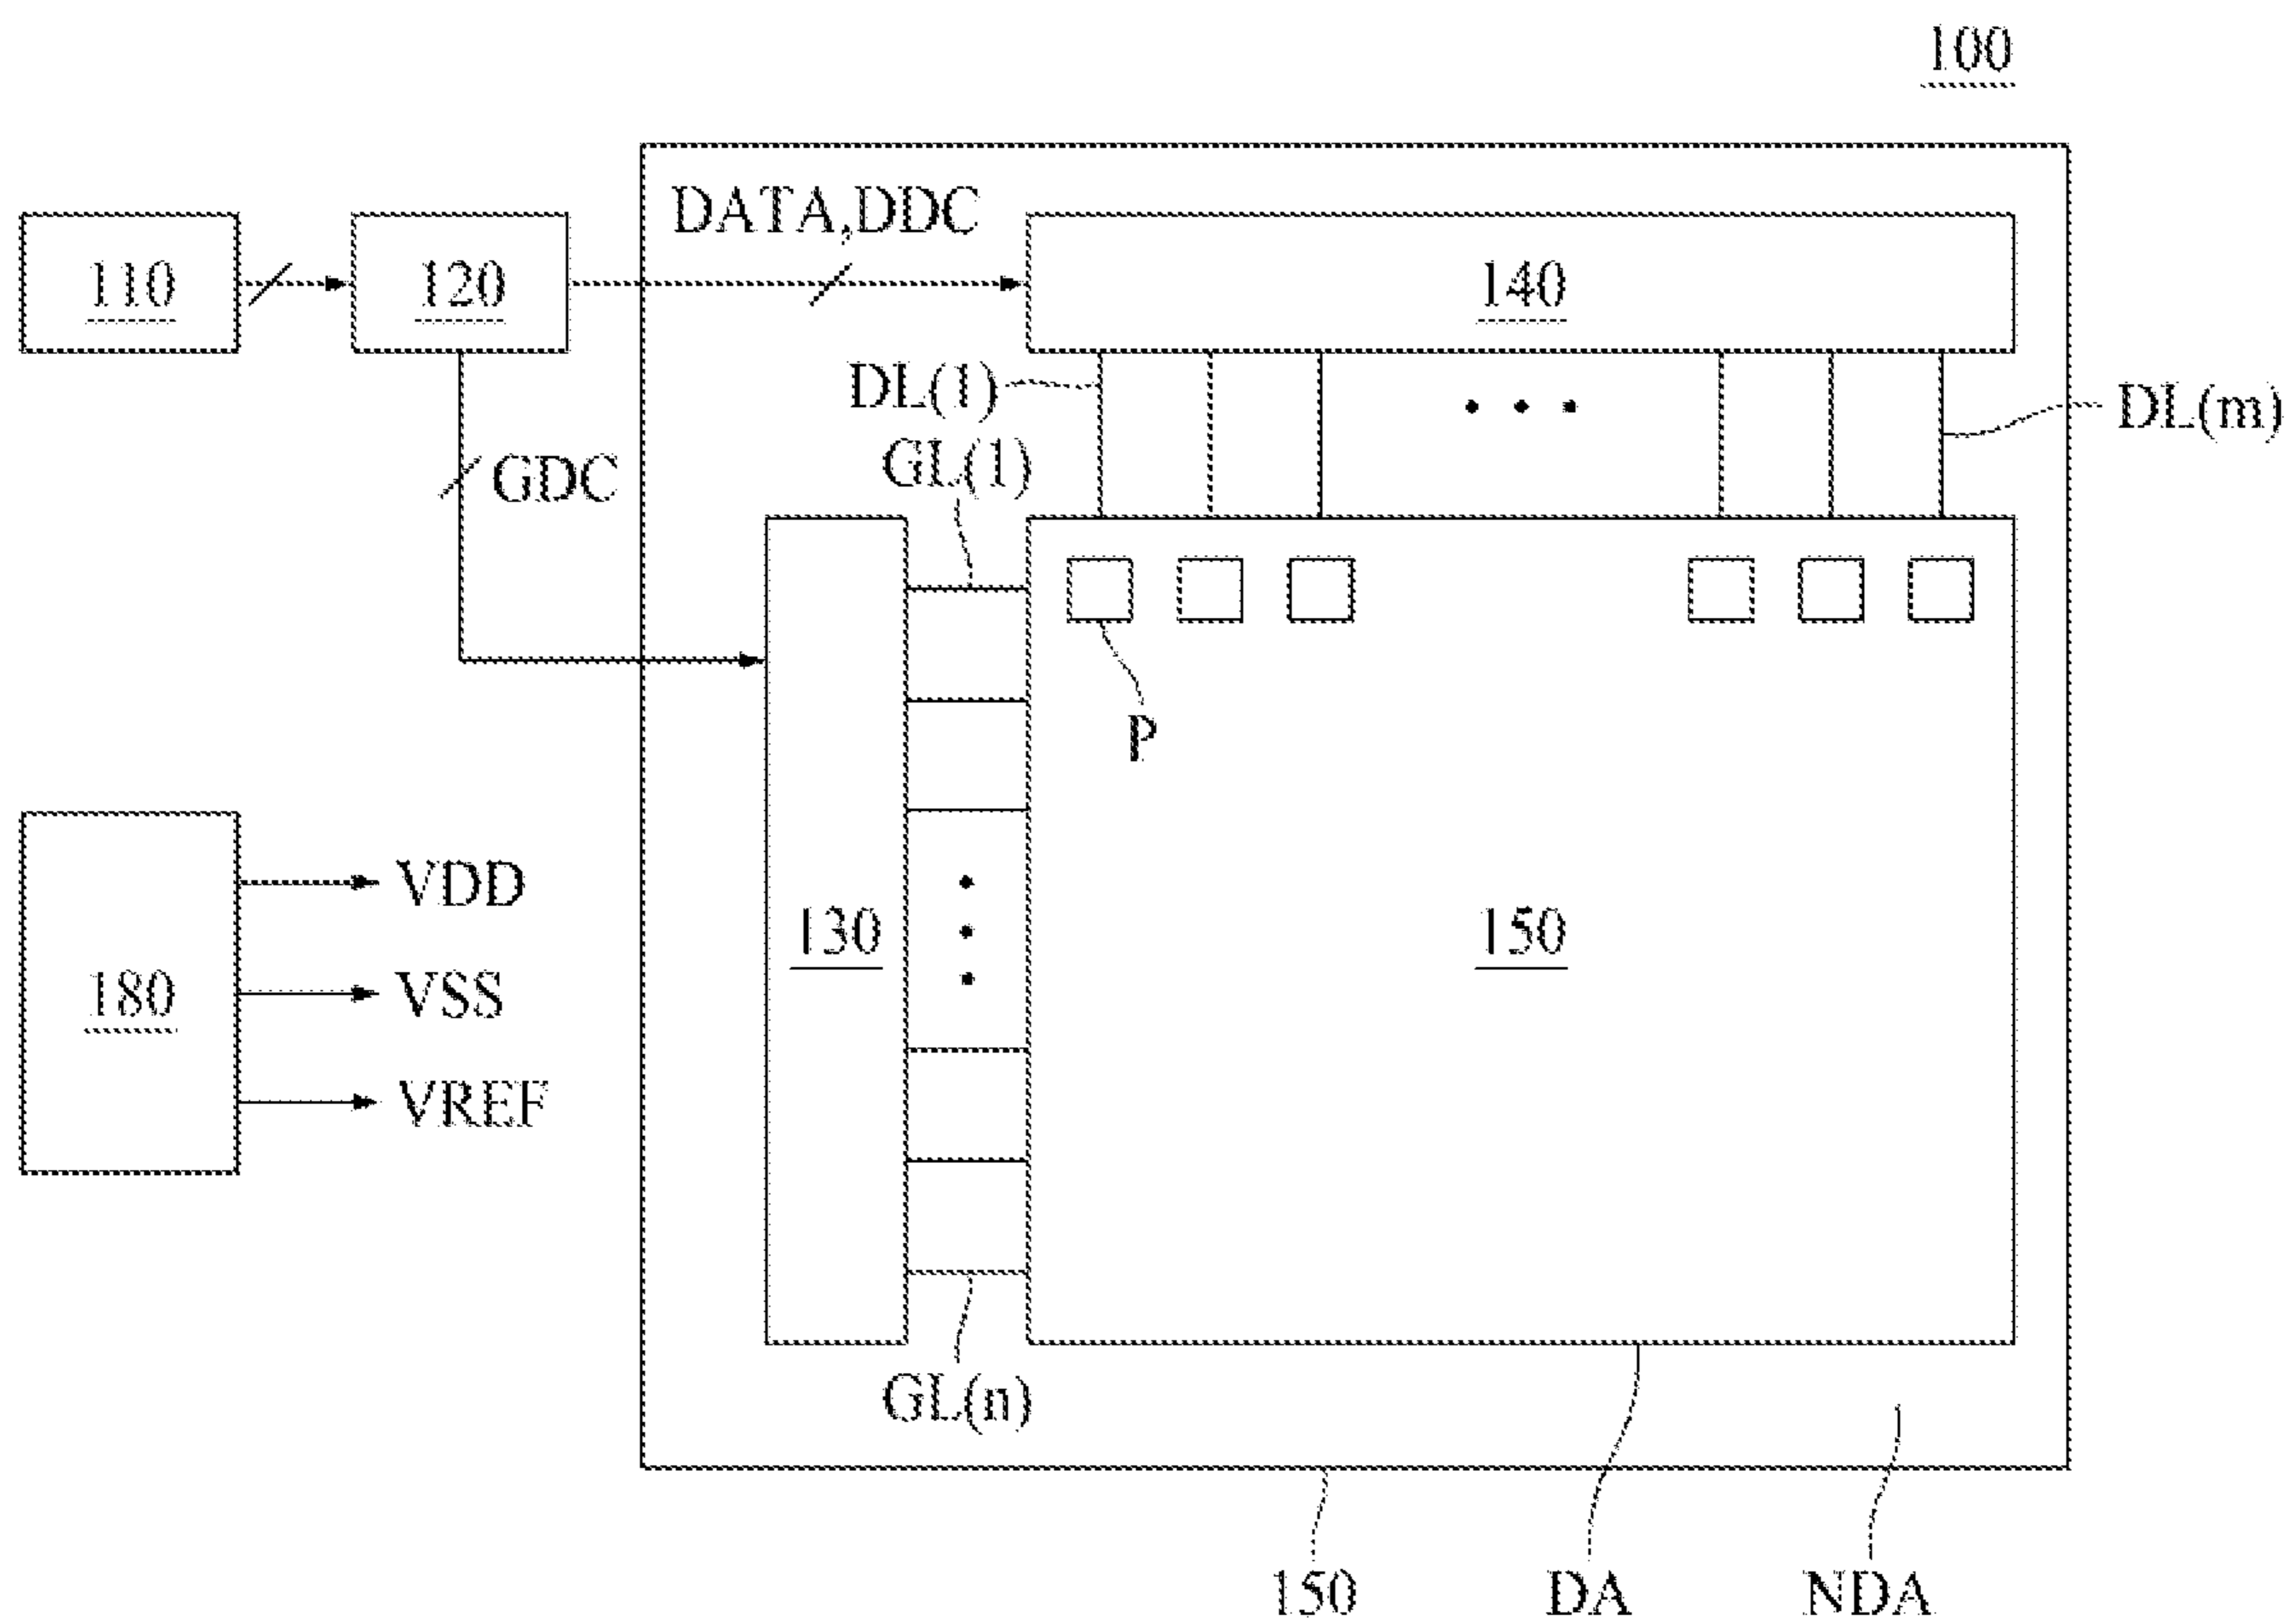 100
DATA,DDC
110
120
140
DL(1)
DL(m)
GL(1)
GDC
P
VDD
130
150
180
VSS
VREF
GL(n)
150
DA
NDA